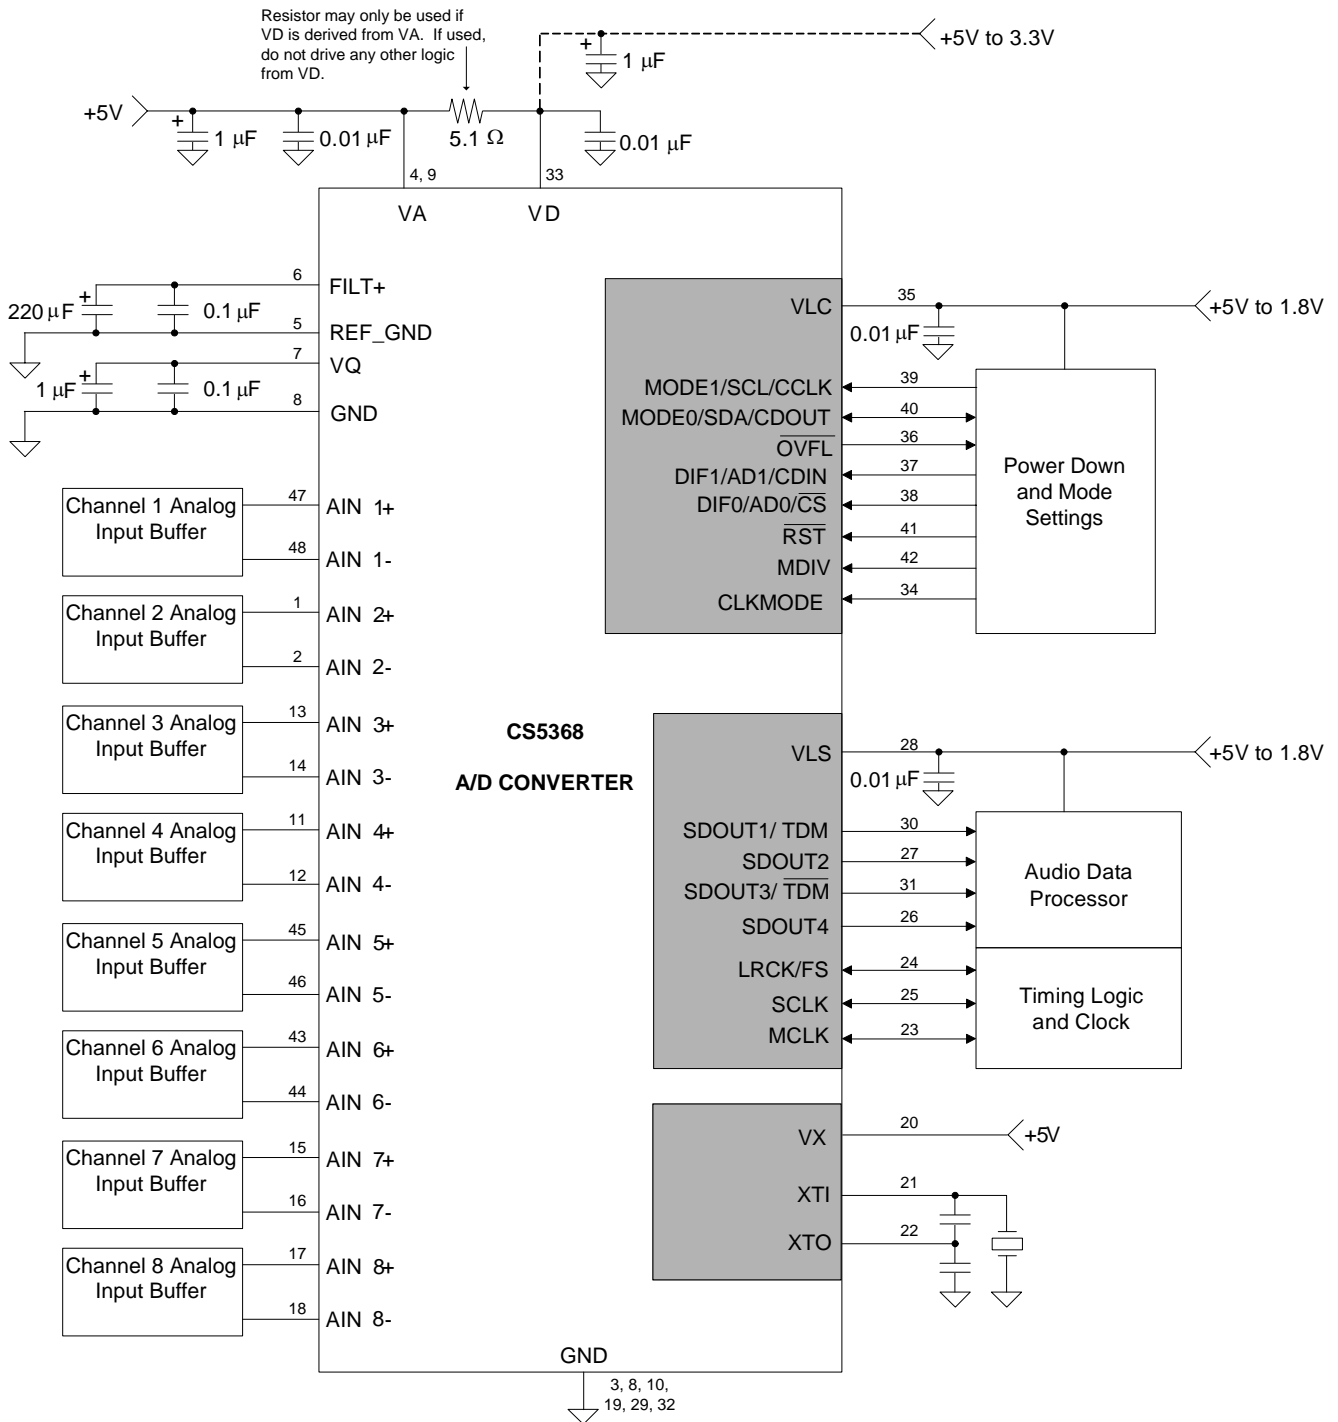 Resistor may only be used if
VD is derived from VA. If used,
do not drive any other logic
from VD.
+5V to 3.3V
+ 1 µF
+5V
+ 1 µF
0.01 µF
5.1 Ω
0.01 µF
4, 9
33
VA
VD
6
FILT+
220 µF +
0.1 µF
5
REF_GND
7
VQ
1 µF +
0.1 µF
8
GND
VLC
35
+5V to 1.8V
0.01 µF
MODE1/SCL/CCLK
39
MODE0/SDA/CDOUT
40
OVFL
36
DIF1/AD1/CDIN
37
DIF0/AD0/CS
38
RST
41
MDIV
42
CLKMODE
34
Power Down
and Mode
Settings
Channel 1 Analog
Input Buffer
47
AIN 1+
48
AIN 1-
Channel 2 Analog
Input Buffer
1
AIN 2+
2
AIN 2-
Channel 3 Analog
Input Buffer
13
AIN 3+
14
AIN 3-
Channel 4 Analog
Input Buffer
11
AIN 4+
12
AIN 4-
Channel 5 Analog
Input Buffer
45
AIN 5+
46
AIN 5-
Channel 6 Analog
Input Buffer
43
AIN 6+
44
AIN 6-
Channel 7 Analog
Input Buffer
15
AIN 7+
16
AIN 7-
Channel 8 Analog
Input Buffer
17
AIN 8+
18
AIN 8-
CS5368
A/D CONVERTER
VLS
28
+5V to 1.8V
0.01 µF
SDOUT1/ TDM
30
SDOUT2
27
SDOUT3/ TDM
31
SDOUT4
26
Audio Data
Processor
LRCK/FS
24
SCLK
25
MCLK
23
Timing Logic
and Clock
VX
20
+5V
XTI
21
XTO
22
GND
3, 8, 10,
19, 29, 32